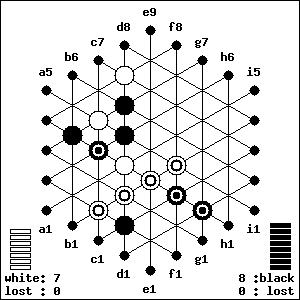 e9
d8 f8
c7 g7
b6 h6
a5 i5
a1 i1
b1 h1
c1 g1
d1 f1
e1
white: 7 8 :black
lost : 0 0 : lost